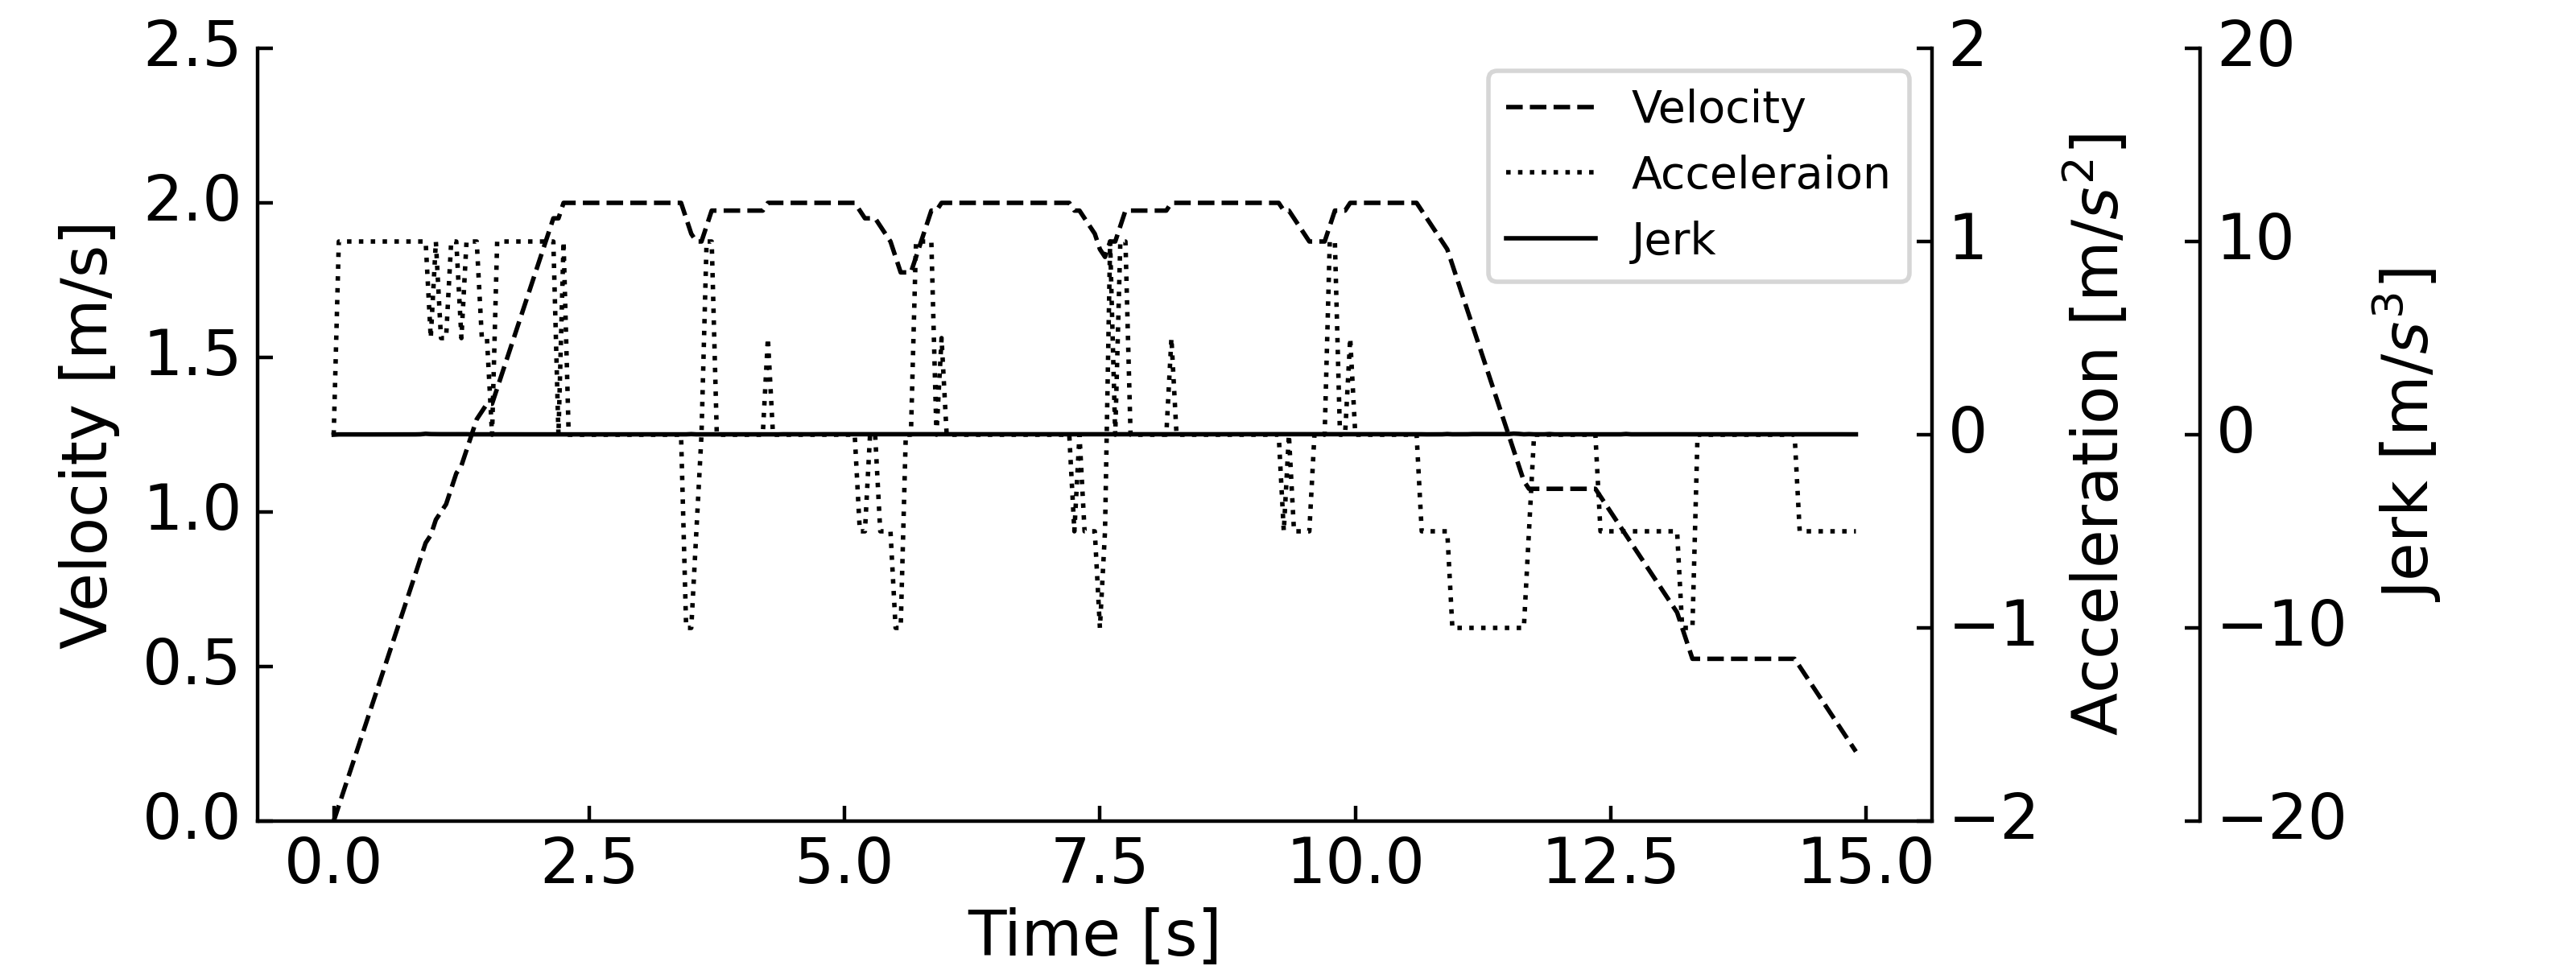 2.5
2.0
1.5
1.0
0.5
0.0
Velocity [m/s]
0.0 2.5 5.0 7.5 10.0 12.5 15.0
Time [s]
Velocity
Acceleraion
Jerk
2
1
0
−1
−2
Acceleration [m/s²]
20
10
0
−10
−20
Jerk [m/s³]